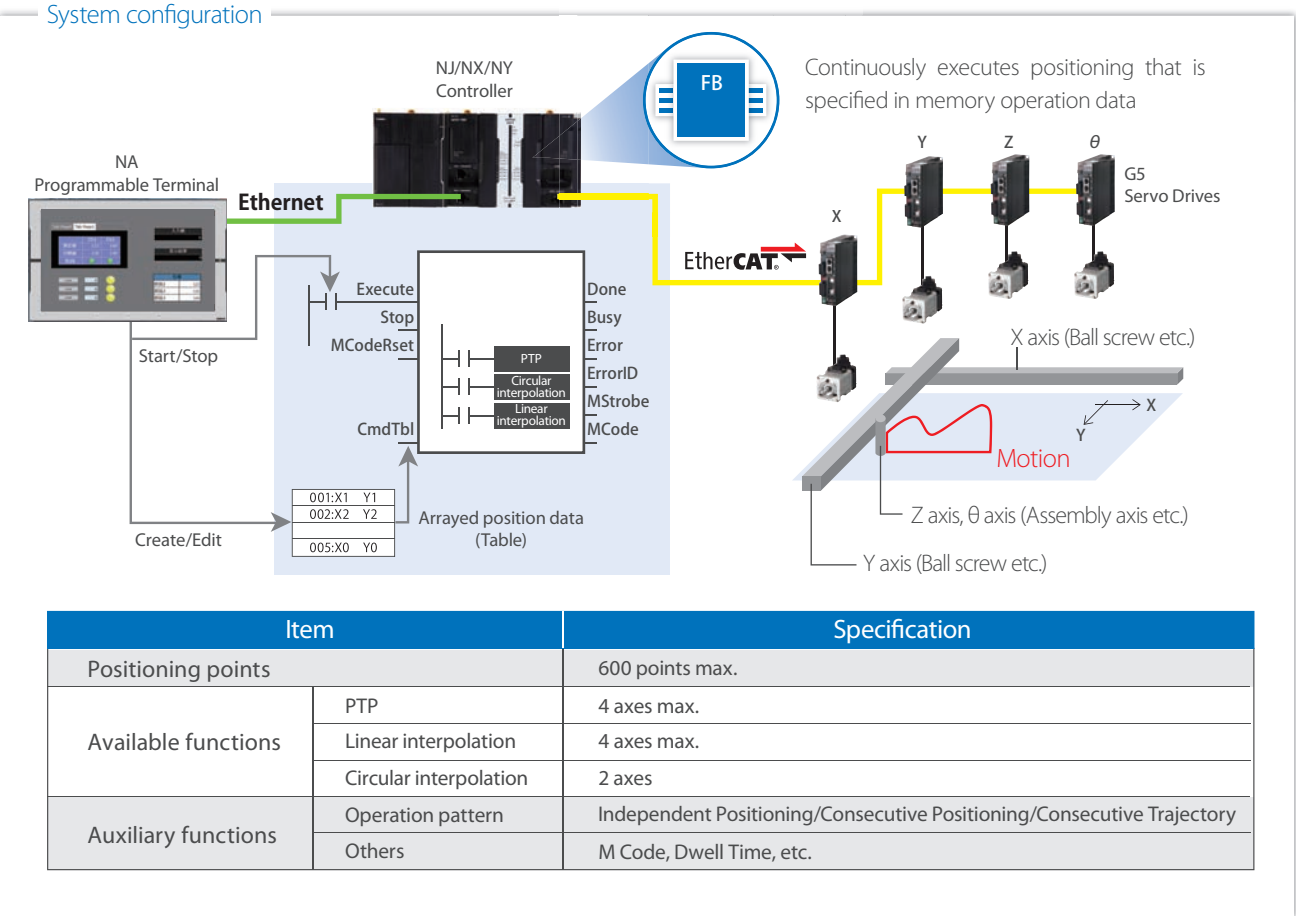 System configuration
NJ/NX/NY
Controller
FB
Continuously executes positioning that is
specified in memory operation data
NA
Programmable Terminal
Ethernet
Y
Z
θ
G5
Servo Drives
X
EtherCAT®
Execute
Stop
MCodeRset
CmdTbl
PTP
Circular
interpolation
Linear
interpolation
Done
Busy
Error
ErrorID
MStrobe
MCode
Start/Stop
Create/Edit
001:X1 Y1
002:X2 Y2
005:X0 Y0
Arrayed position data
(Table)
X axis (Ball screw etc.)
X
Y
Motion
Z axis, θ axis (Assembly axis etc.)
Y axis (Ball screw etc.)
Item Specification
Positioning points 600 points max.
Available functions
PTP 4 axes max.
Linear interpolation 4 axes max.
Circular interpolation 2 axes
Auxiliary functions
Operation pattern Independent Positioning/Consecutive Positioning/Consecutive Trajectory
Others M Code, Dwell Time, etc.